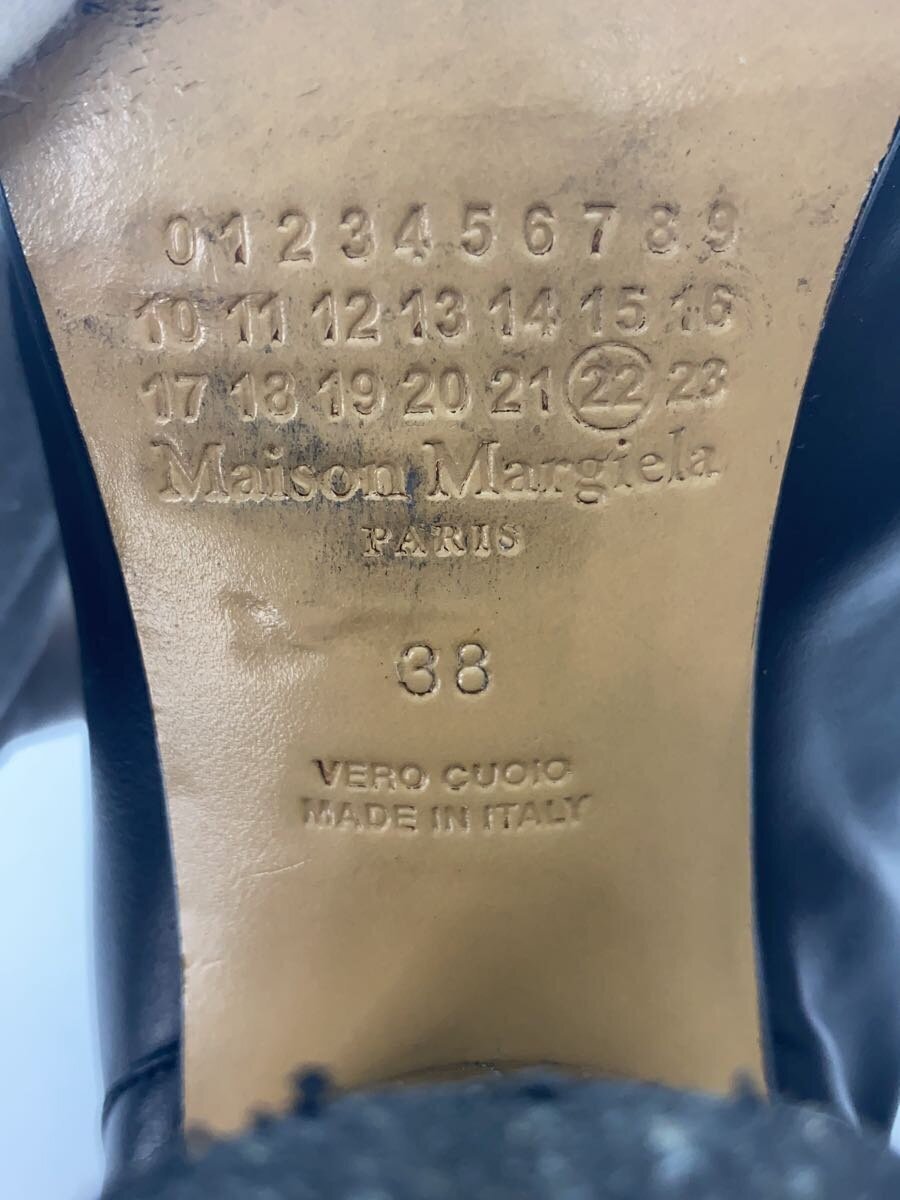 0 1 2 3 4 5 6 7 8 9
10 11 12 13 14 15 16
17 18 19 20 21 22 23
Maison Margiela
PARIS
38
VERO CUOIO
MADE IN ITALY